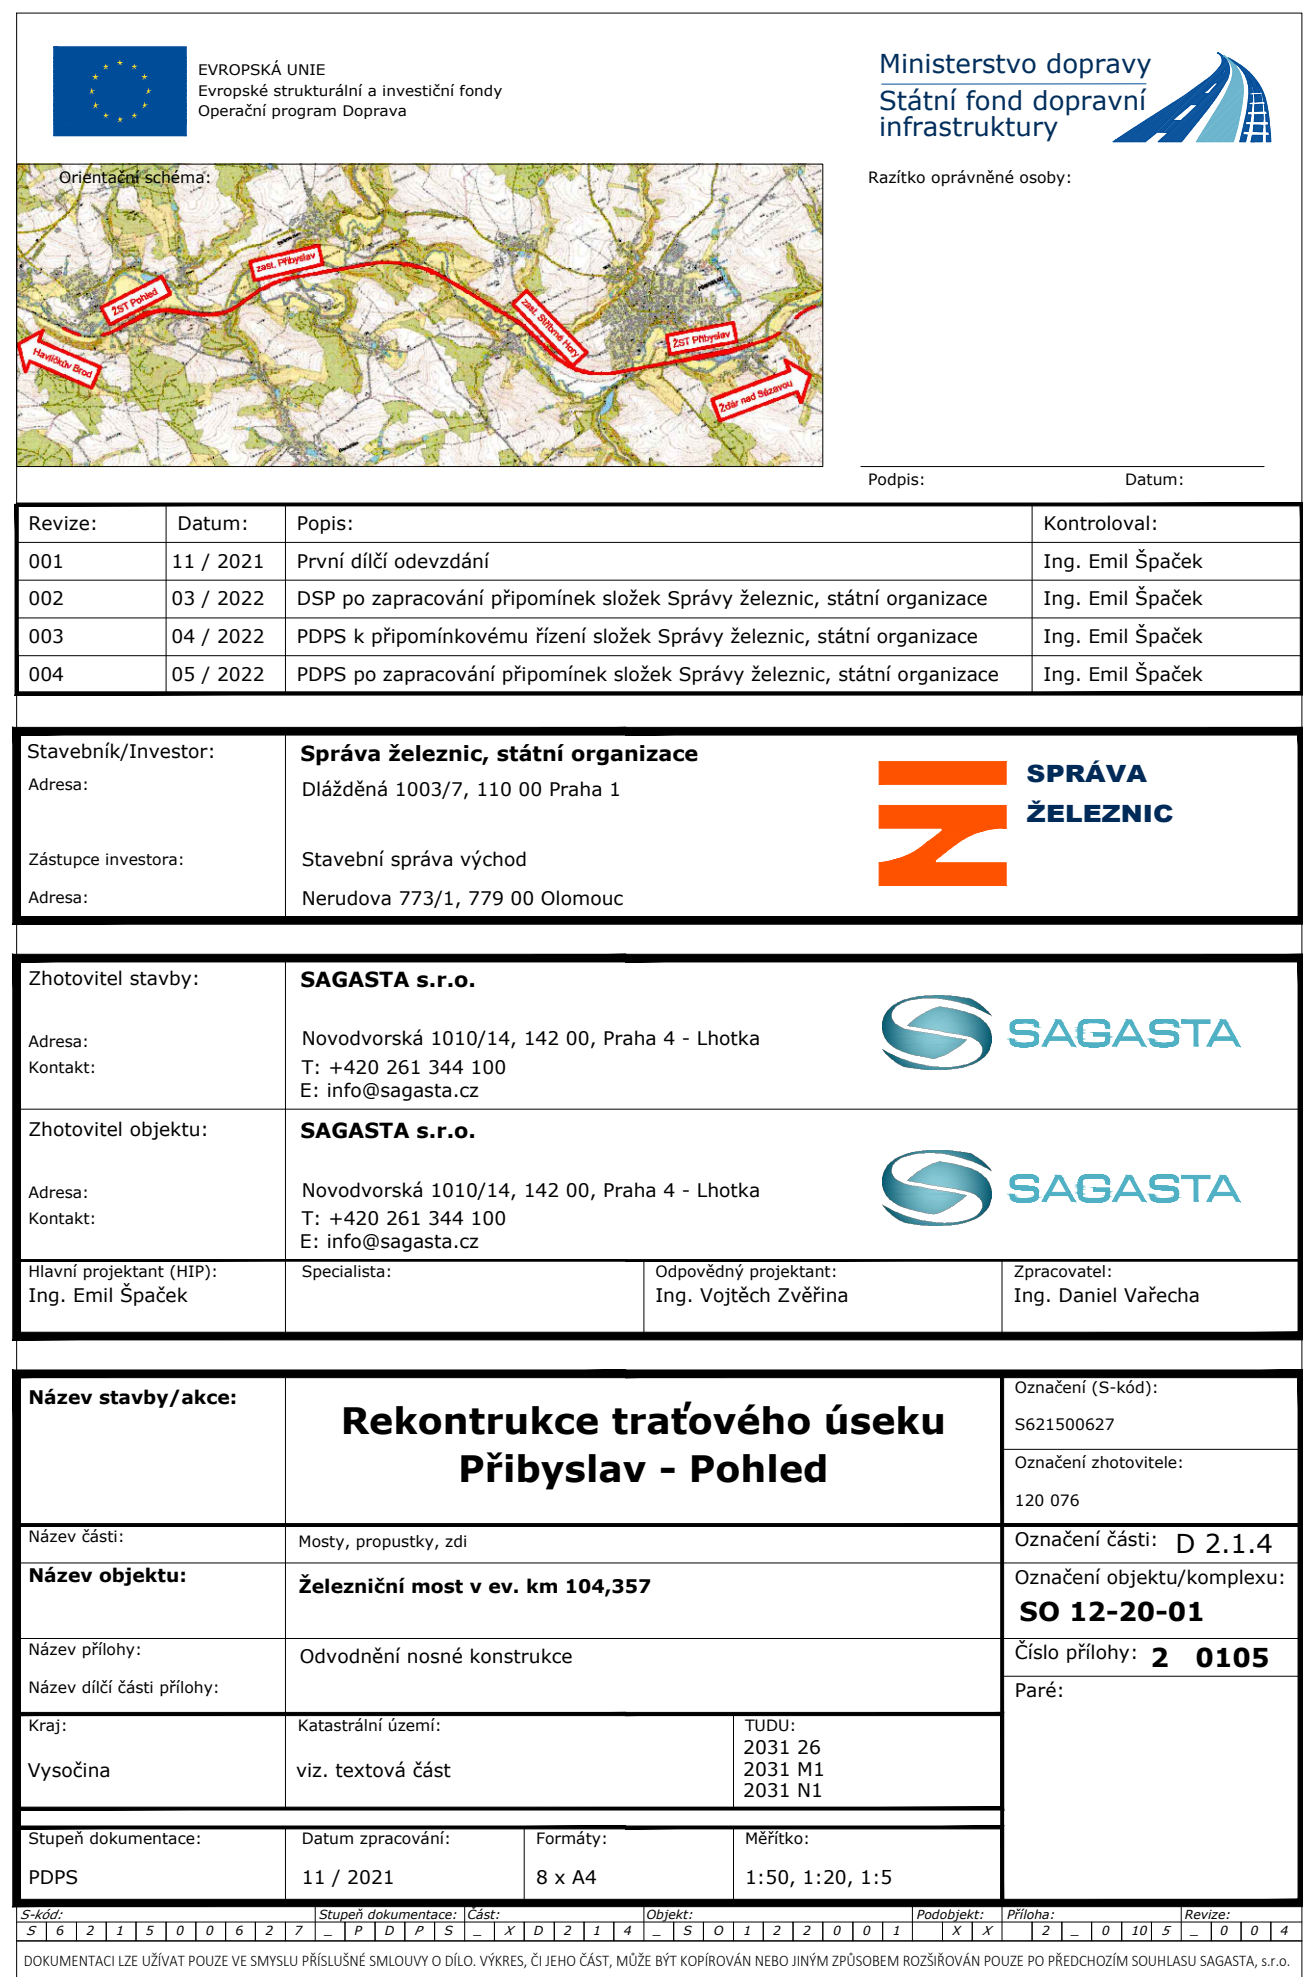 EVROPSKÁ UNIE
Evropské strukturální a investiční fondy
Operační program Doprava
Ministerstvo dopravy
Státní fond dopravní
infrastruktury
Orientační schéma:
Razítko oprávněné osoby:
ŽST Pohled
zast. Přibyslav
zast. Stříbrné Hory
ŽST Přibyslav
Havlíčkův Brod
Žďár nad Sázavou
Podpis: Datum:
Revize: Datum: Popis: Kontroloval:
001 11 / 2021 První dílčí odevzdání Ing. Emil Špaček
002 03 / 2022 DSP po zapracování připomínek složek Správy železnic, státní organizace Ing. Emil Špaček
003 04 / 2022 PDPS k připomínkovému řízení složek Správy železnic, státní organizace Ing. Emil Špaček
004 05 / 2022 PDPS po zapracování připomínek složek Správy železnic, státní organizace Ing. Emil Špaček
Stavebník/Investor: Správa železnic, státní organizace
Adresa: Dlážděná 1003/7, 110 00 Praha 1
SPRÁVA
ŽELEZNIC
Zástupce investora: Stavební správa východ
Adresa: Nerudova 773/1, 779 00 Olomouc
Zhotovitel stavby: SAGASTA s.r.o.
Adresa: Novodvorská 1010/14, 142 00, Praha 4 - Lhotka
SAGASTA
Kontakt: T: +420 261 344 100
E: info@sagasta.cz
Zhotovitel objektu: SAGASTA s.r.o.
Adresa: Novodvorská 1010/14, 142 00, Praha 4 - Lhotka
SAGASTA
Kontakt: T: +420 261 344 100
E: info@sagasta.cz
Hlavní projektant (HIP): Specialista: Odpovědný projektant: Zpracovatel:
Ing. Emil Špaček Ing. Vojtěch Zvěřina Ing. Daniel Vařecha
Název stavby/akce:
Rekontrukce traťového úseku
Přibyslav - Pohled
Označení (S-kód):
S621500627
Označení zhotovitele:
120 076
Název části: Mosty, propustky, zdi Označení části: D 2.1.4
Název objektu: Železniční most v ev. km 104,357 Označení objektu/komplexu:
SO 12-20-01
Název přílohy: Odvodnění nosné konstrukce Číslo přílohy: 2 0105
Název dílčí části přílohy: Paré:
Kraj: Katastrální území: TUDU:
Vysočina viz. textová část
2031 26
2031 M1
2031 N1
Stupeň dokumentace: Datum zpracování: Formáty: Měřítko:
PDPS 11 / 2021 8 x A4 1:50, 1:20, 1:5
S-kód: Stupeň dokumentace: Část: Objekt: Podobjekt: Příloha: Revize:
S 6 2 1 5 0 0 6 2 7 _ P D P S _ X D 2 1 4 _ S O 1 2 2 0 0 1 X X 2 _ 0 10 5 _ 0 0 4
DOKUMENTACI LZE UŽÍVAT POUZE VE SMYSLU PŘÍSLUŠNÉ SMLOUVY O DÍLO. VÝKRES, ČI JEHO ČÁST, MŮŽE BÝT KOPÍROVÁN NEBO JINÝM ZPŮSOBEM ROZŠIŘOVÁN POUZE PO PŘEDCHOZÍM SOUHLASU SAGASTA, s.r.o.